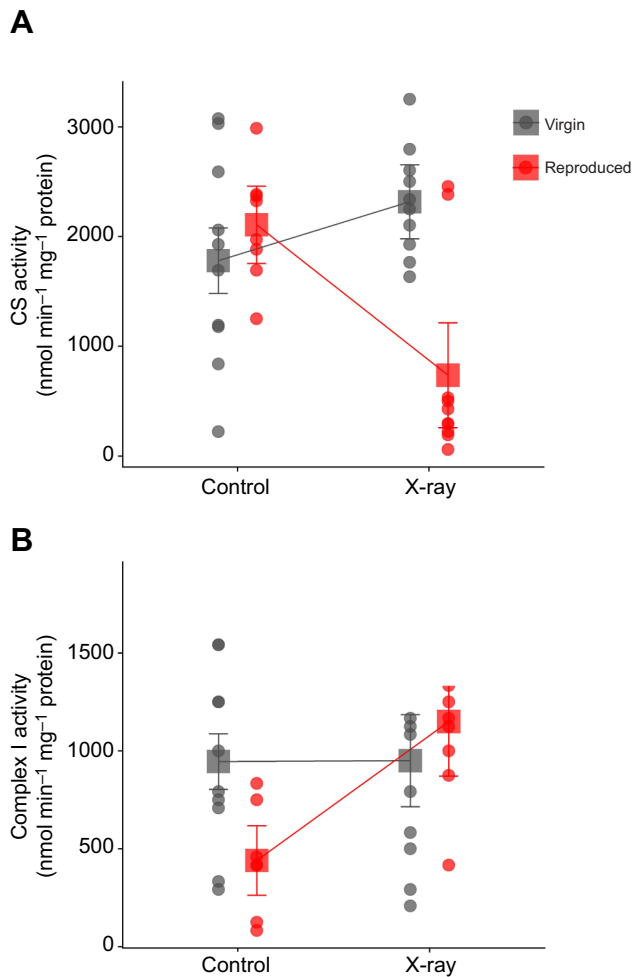 A
3000
2000
1000
0
CS activity
(nmol min⁻¹ mg⁻¹ protein)
Control
X-ray
Virgin
Reproduced
B
1500
1000
500
0
Complex I activity
(nmol min⁻¹ mg⁻¹ protein)
Control
X-ray